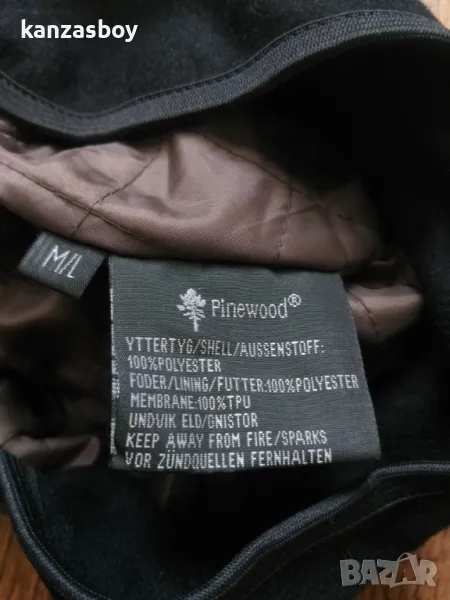 kanzasboy
M/L
Pinewood®
YTTERTYG/SHELL/AUSSENSTOFF:
100%POLYESTER
FODER/LINING/FUTTER:100%POLYESTER
MEMBRANE:100%TPU
UNDVIK ELD/GNISTOR
KEEP AWAY FROM FIRE/SPARKS
VOR ZÜNDQUELLEN FERNHALTEN
BAZAR